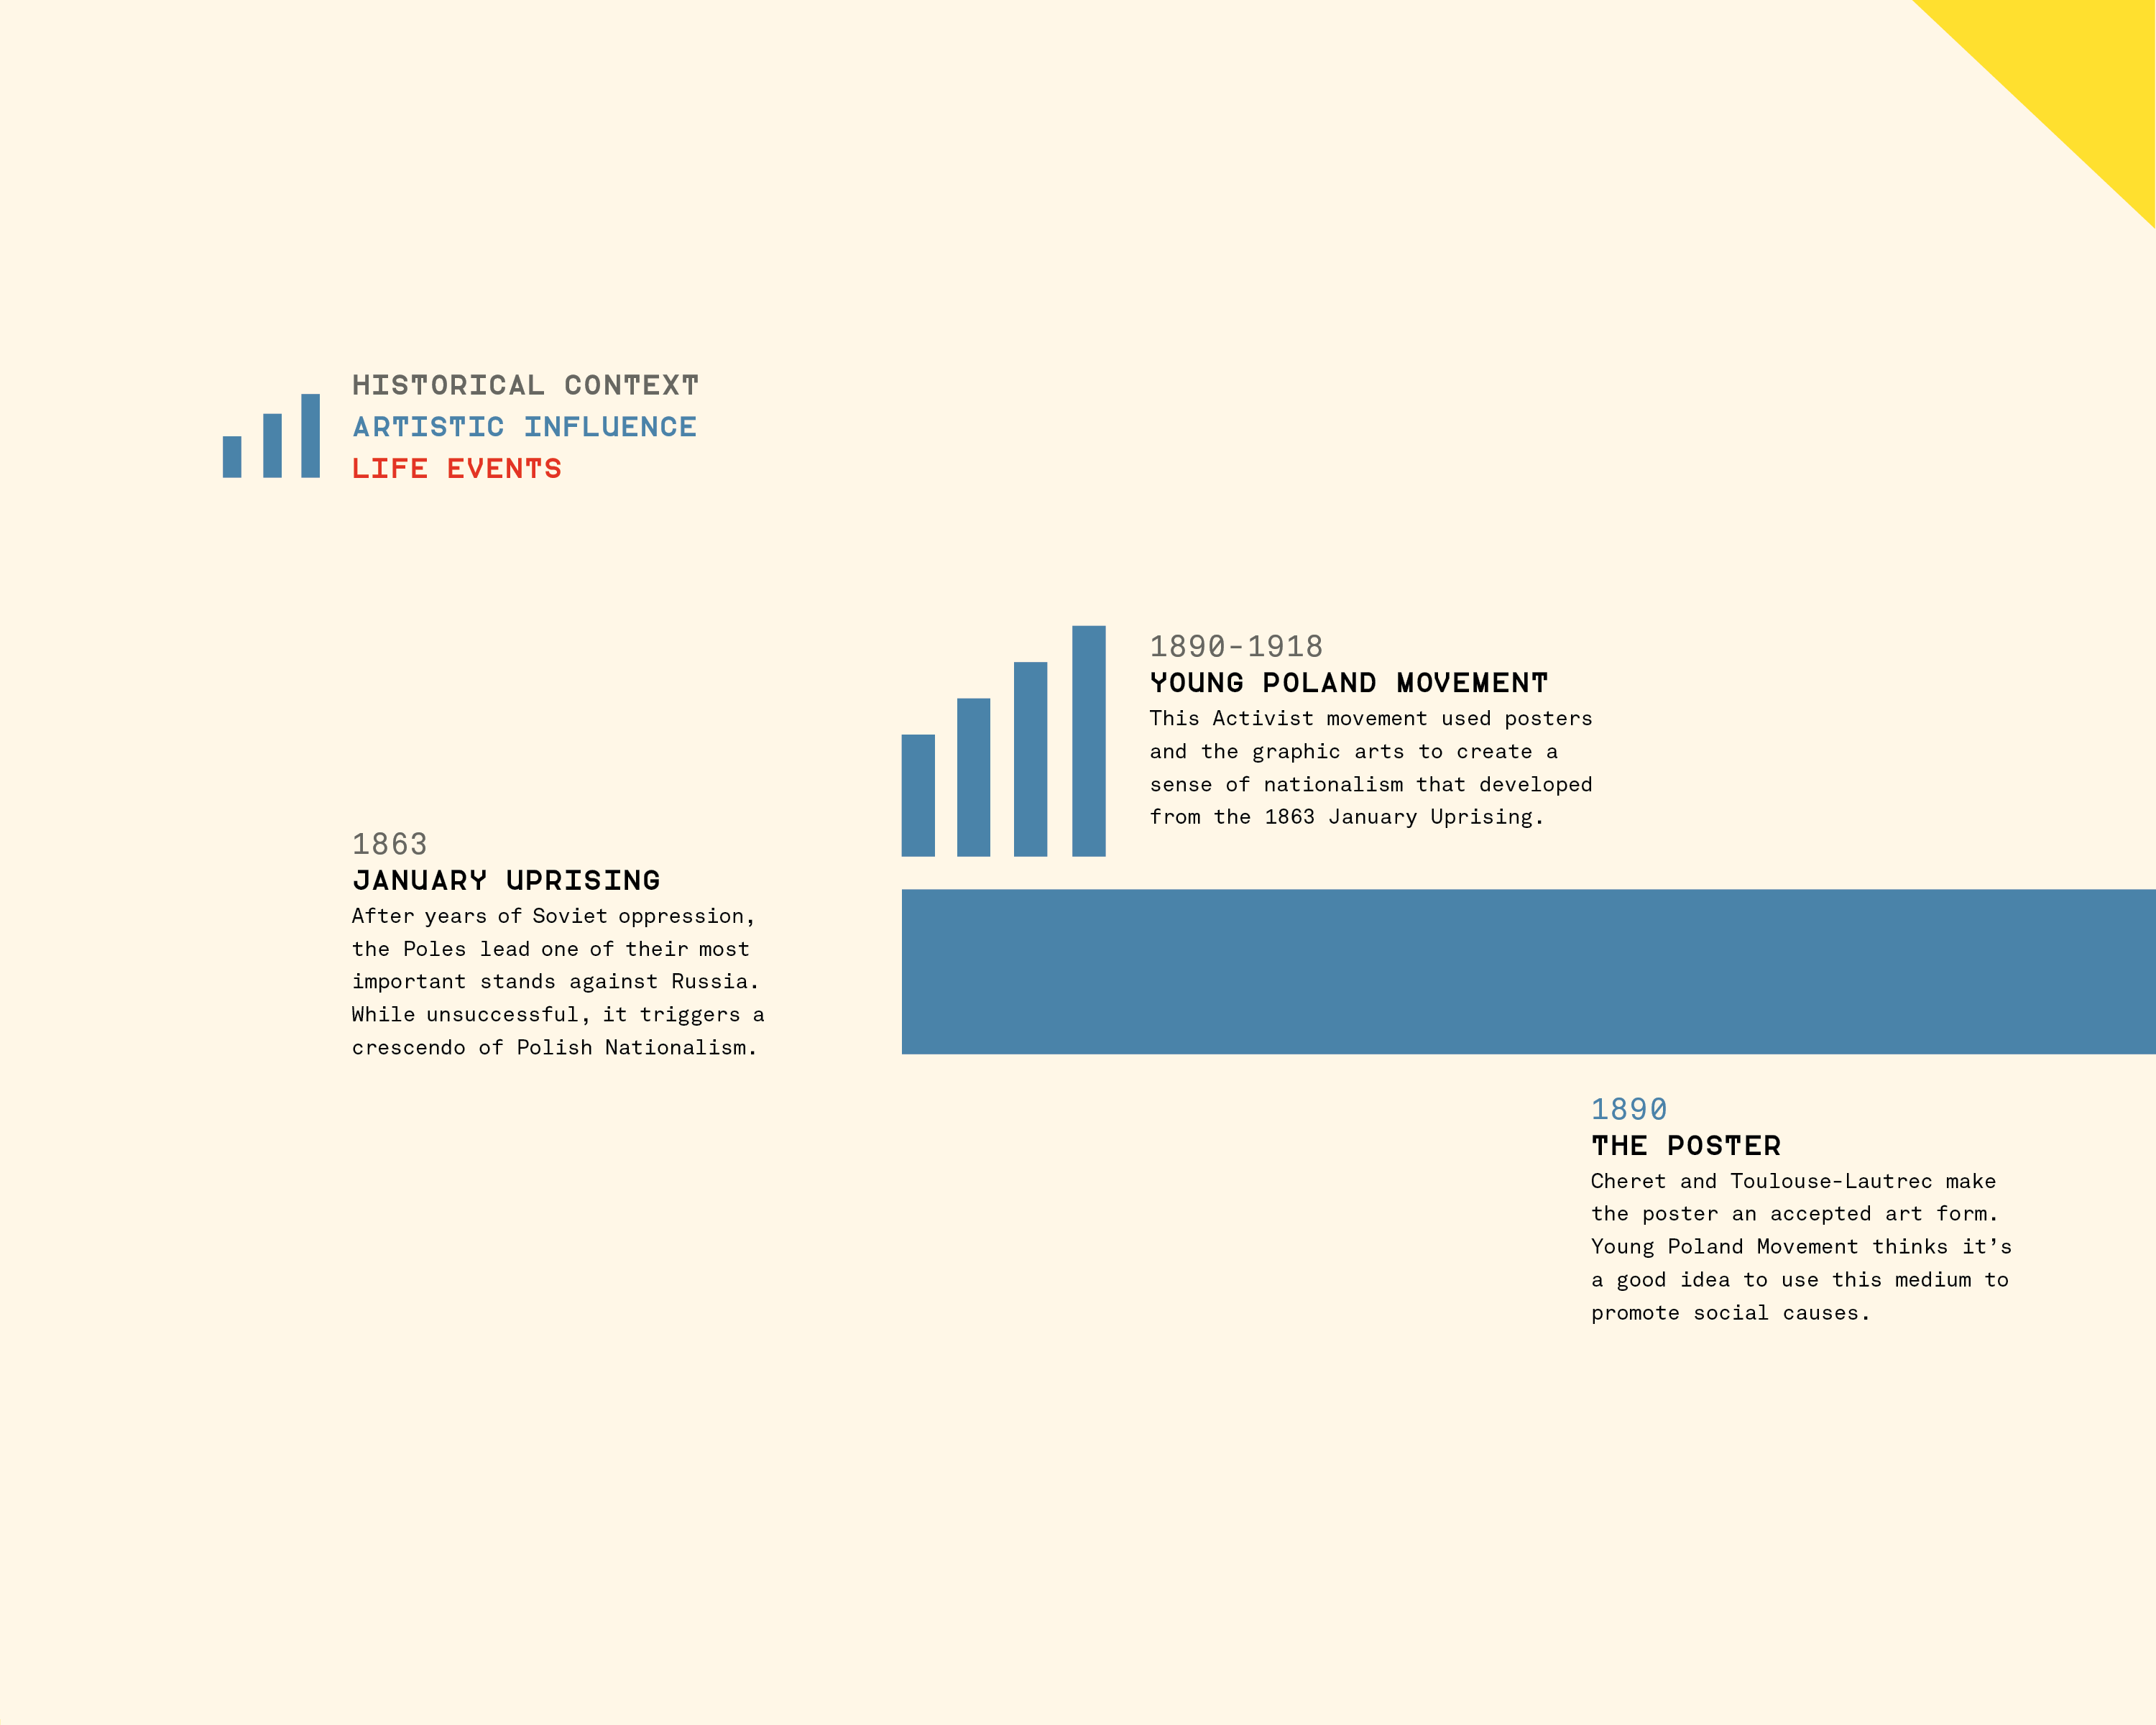 HISTORICAL CONTEXT
ARTISTIC INFLUENCE
LIFE EVENTS
1890-1918
YOUNG POLAND MOVEMENT
This Activist movement used posters
and the graphic arts to create a
sense of nationalism that developed
from the 1863 January Uprising.
1863
JANUARY UPRISING
After years of Soviet oppression,
the Poles lead one of their most
important stands against Russia.
While unsuccessful, it triggers a
crescendo of Polish Nationalism.
1890
THE POSTER
Cheret and Toulouse-Lautrec make
the poster an accepted art form.
Young Poland Movement thinks it’s
a good idea to use this medium to
promote social causes.